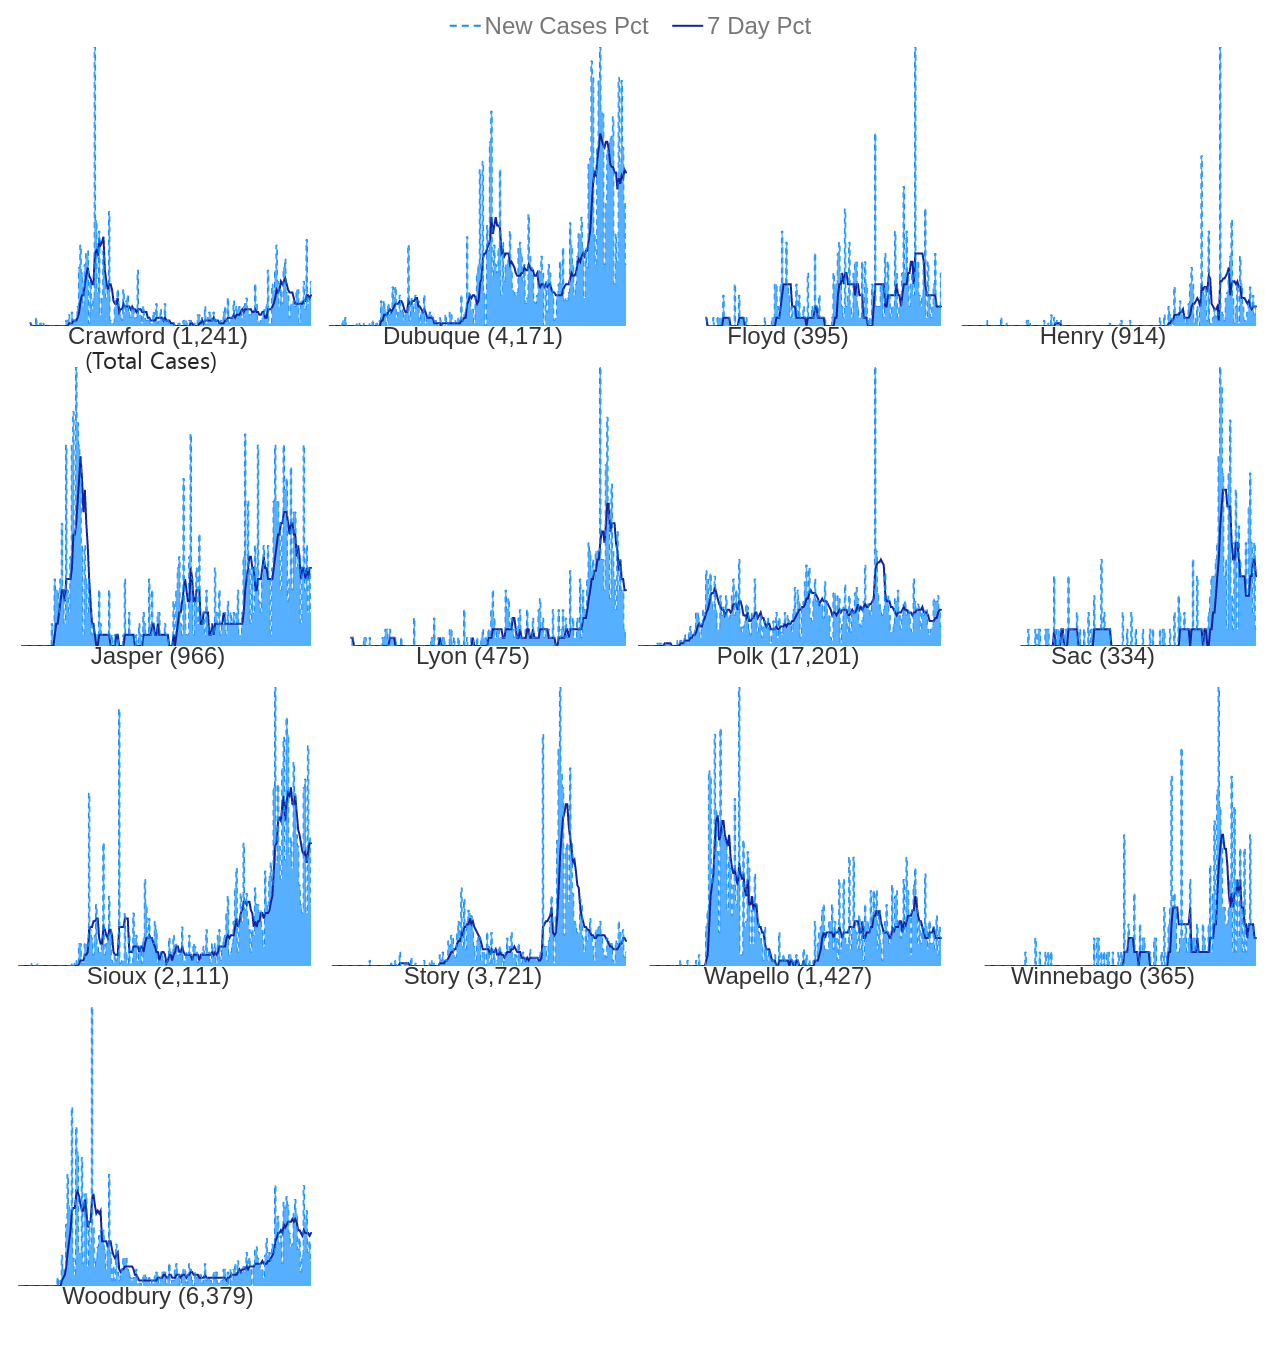 New Cases Pct 7 Day Pct
Crawford (1,241) Dubuque (4,171) Floyd (395) Henry (914)
(Total Cases)
Jasper (966) Lyon (475) Polk (17,201) Sac (334)
Sioux (2,111) Story (3,721) Wapello (1,427) Winnebago (365)
Woodbury (6,379)